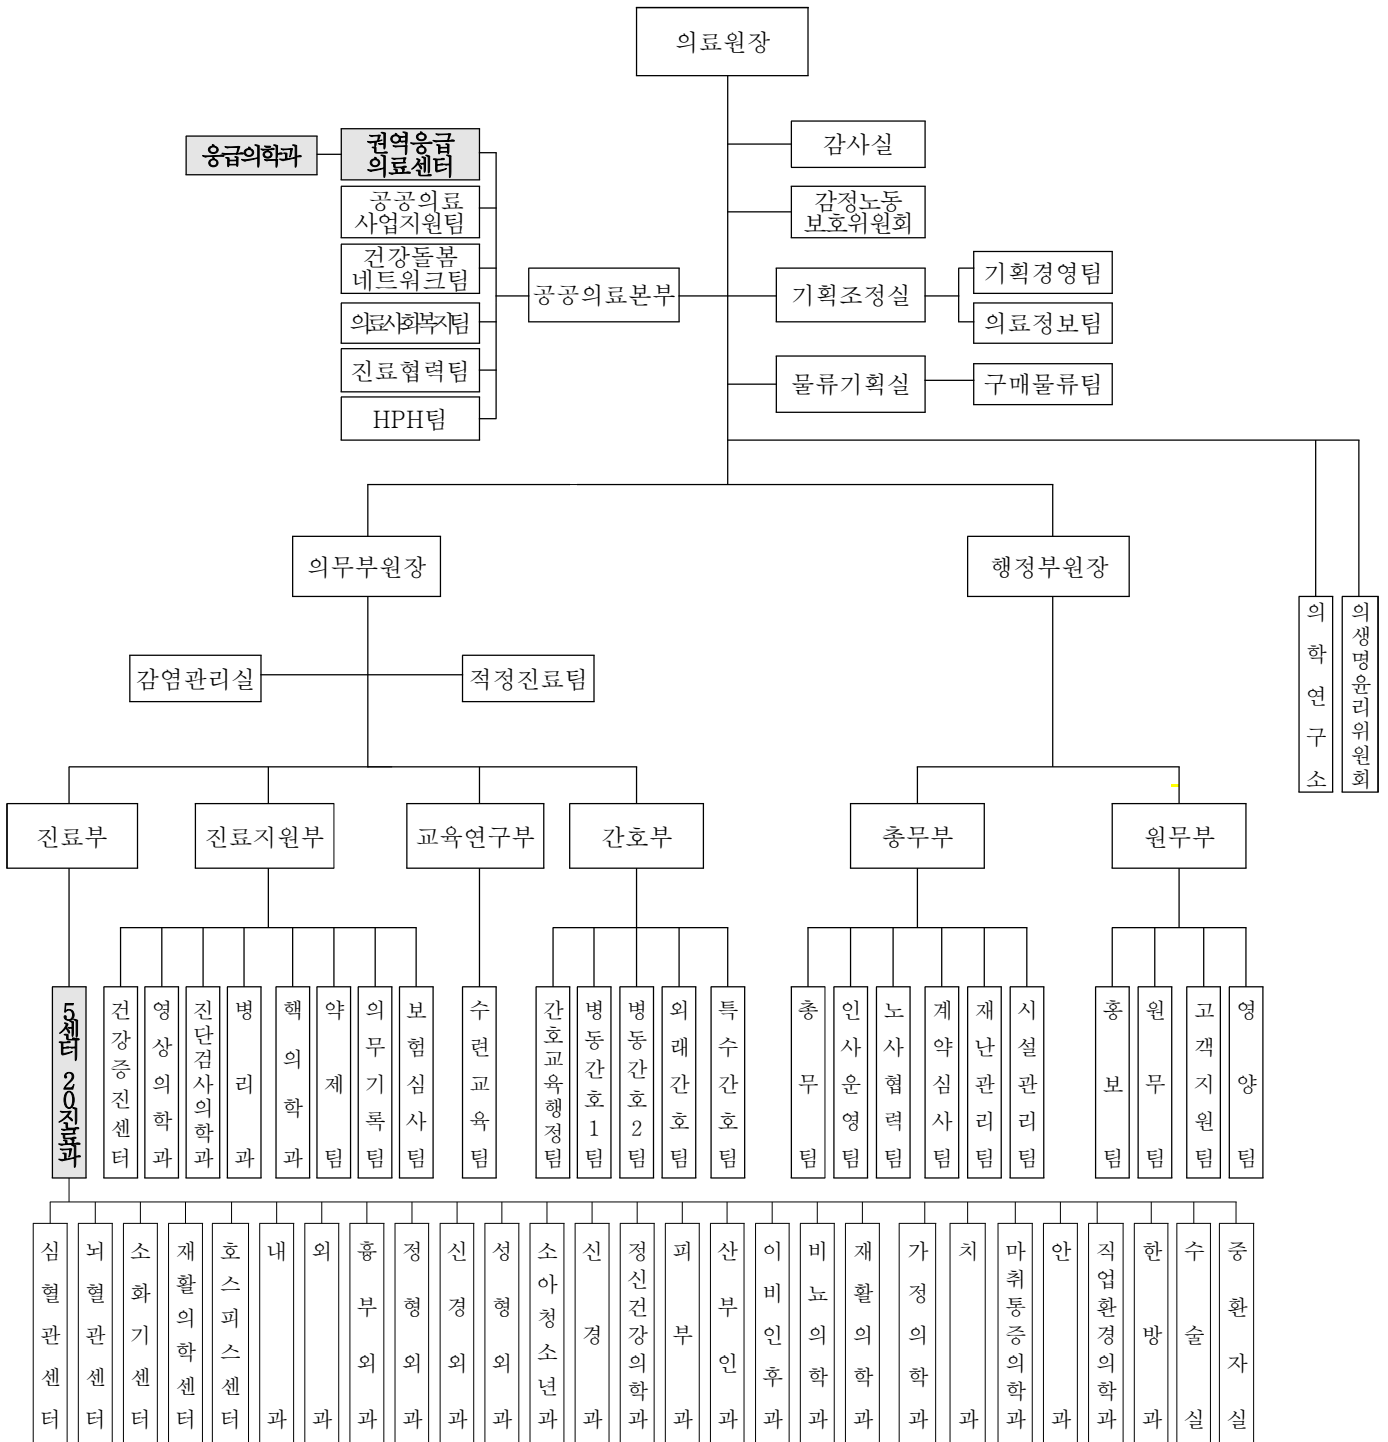 의료원장
감사실
응급의학과
권역응급
의료센터
공공의료
사업지원팀
감정노동
보호위원회
건강돌봄
네트워크팀
공공의료본부
기획조정실
기획경영팀
의료정보팀
의료사회복지팀
진료협력팀
물류기획실
구매물류팀
HPH팀
의무부원장
행정부원장
의학연구소
의생명윤리위원회
감염관리실
적정진료팀
진료부
진료지원부
교육연구부
간호부
총무부
원무부
5센터 20진료과
건강증진센터
영상의학과
진단검사의학과
병리과
핵의학과
약제팀
의무기록팀
보험심사팀
수련교육팀
간호교육행정팀
병동간호1팀
병동간호2팀
외래간호팀
특수간호팀
총무팀
인사운영팀
노사협력팀
계약심사팀
재난관리팀
시설관리팀
홍보팀
원무팀
고객지원팀
영양팀
심혈관센터
뇌혈관센터
소화기센터
재활의학센터
호스피스센터
내과
외과
흉부외과
정형외과
신경외과
성형외과
소아청소년과
신경과
정신건강의학과
피부과
산부인과
이비인후과
비뇨의학과
재활의학과
가정의학과
치과
마취통증의학과
안과
직업환경의학과
한방과
수술실
중환자실